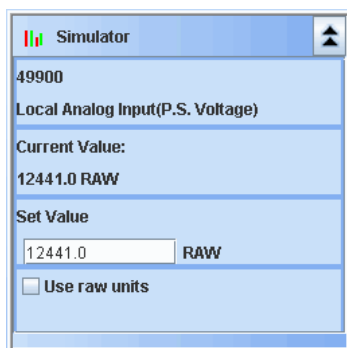 Simulator
49900
Local Analog Input(P.S. Voltage)
Current Value:
12441.0 RAW
Set Value
12441.0 RAW
Use raw units